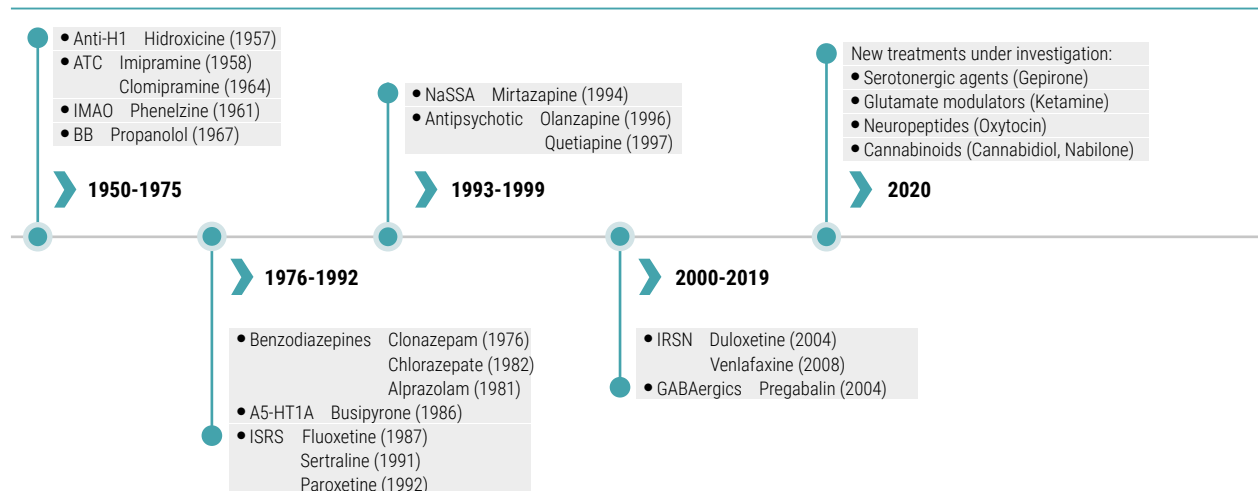 • Anti-H1 Hidroxicine (1957)
• ATC Imipramine (1958)
Clomipramine (1964)
• IMAO Phenelzine (1961)
• BB Propanolol (1967)
1950-1975
1976-1992
• Benzodiazepines Clonazepam (1976)
Chlorazepate (1982)
Alprazolam (1981)
• A5-HT1A Busipyrone (1986)
• ISRS Fluoxetine (1987)
Sertraline (1991)
Paroxetine (1992)
• NaSSA Mirtazapine (1994)
• Antipsychotic Olanzapine (1996)
Quetiapine (1997)
1993-1999
2000-2019
• IRSN Duloxetine (2004)
Venlafaxine (2008)
• GABAergics Pregabalin (2004)
New treatments under investigation:
• Serotonergic agents (Gepirone)
• Glutamate modulators (Ketamine)
• Neuropeptides (Oxytocin)
• Cannabinoids (Cannabidiol, Nabilone)
2020